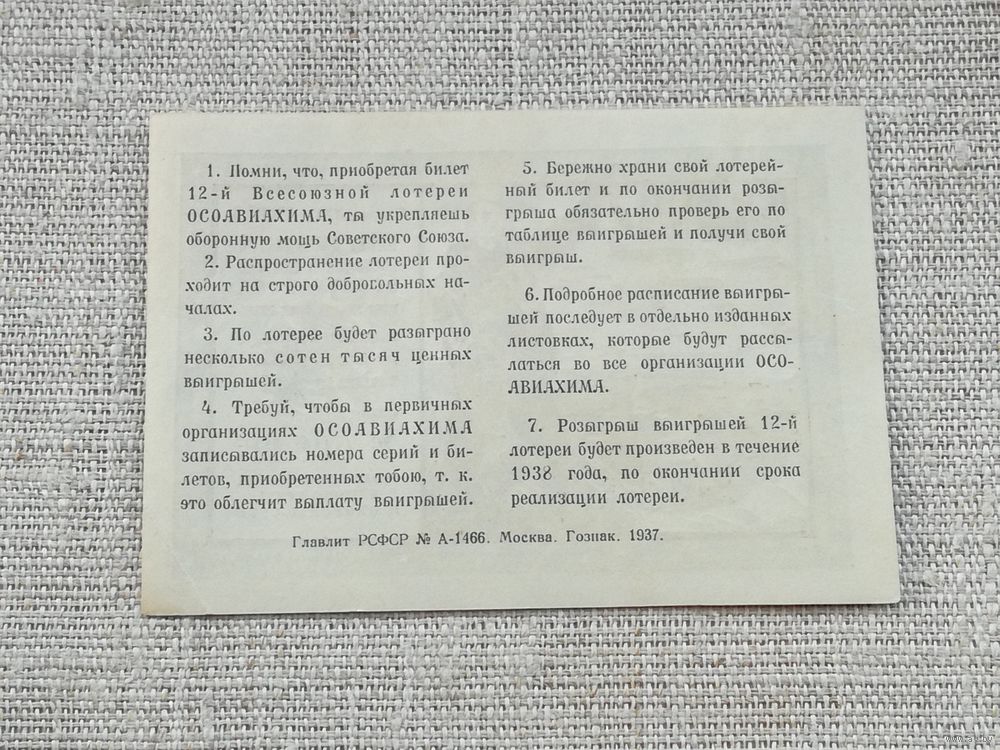 1. Помни, что, приобретая билет
12-й Всесоюзной лотереи
ОСОАВИАХИМА, ты укрепляешь
оборонную мощь Советского Союза.
2. Распространение лотереи про-
ходит на строго добровольных на-
чалах.
3. По лотерее будет разыграно
несколько сотен тысяч ценных
выигрышей.
4. Требуй, чтобы в первичных
организациях ОСОАВИАХИМА
записывались номера серий и би-
летов, приобретенных тобою, т. к.
это облегчит выплату выигрышей.
5. Бережно храни свой лотерей-
ный билет и по окончании розы-
грыша обязательно проверь его по
таблице выигрышей и получи свой
выигрыш.
6. Подробное расписание выигры-
шей последует в отдельно изданных
листовках, которые будут рассы-
латься во все организации ОСО-
АВИАХИМА.
7. Розыгрыш выигрышей 12-й
лотереи будет произведен в течение
1938 года, по окончании срока
реализации лотереи.
Главлит РСФСР № А-1466. Москва. Гознак. 1937.